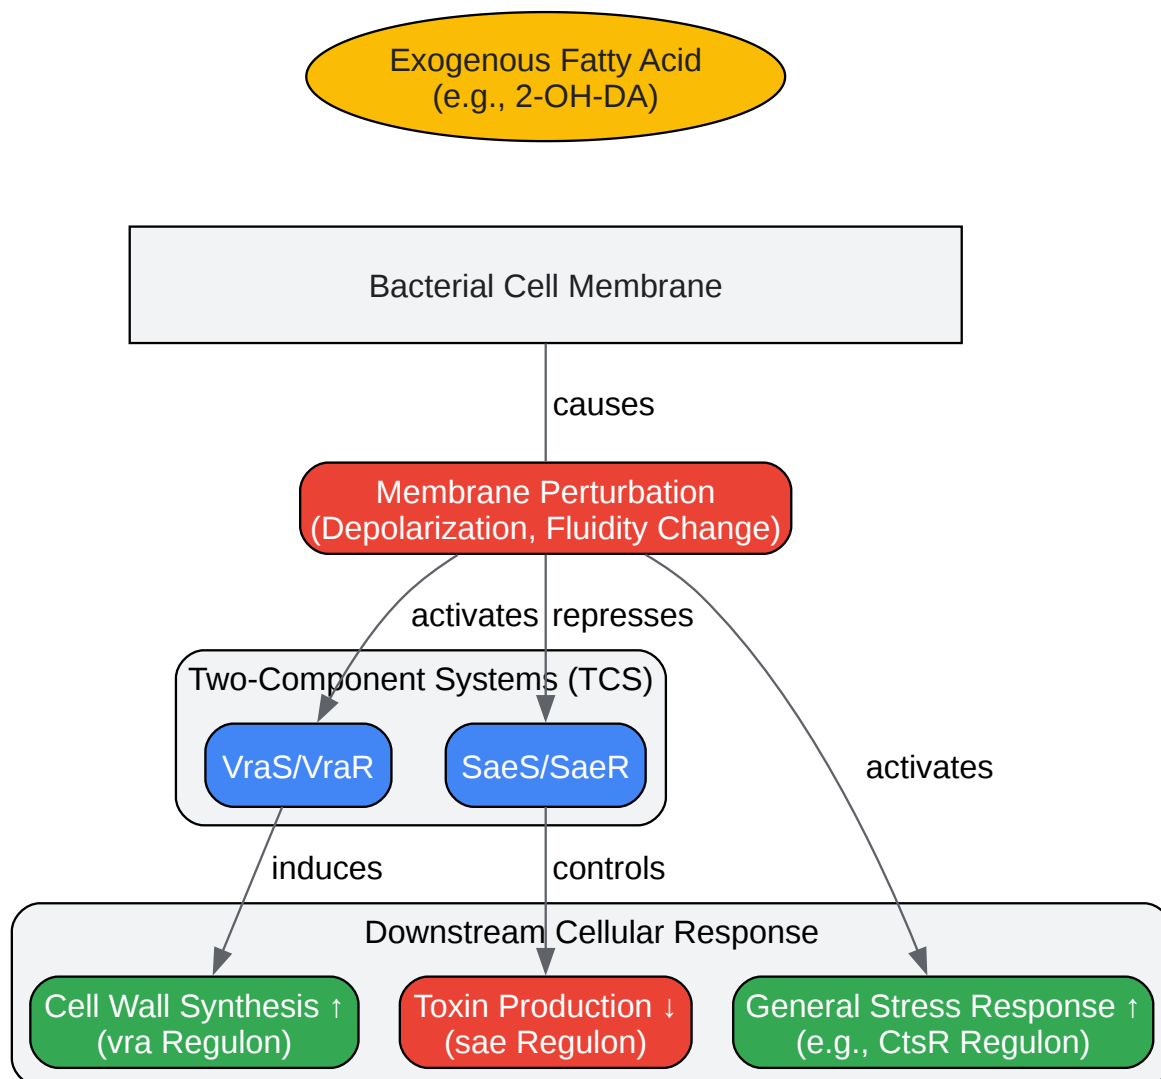 Exogenous Fatty Acid
(e.g., 2-OH-DA)
Bacterial Cell Membrane
causes
Membrane Perturbation
(Depolarization, Fluidity Change)
activates
represses
Two-Component Systems (TCS)
VraS/VraR
SaeS/SaeR
activates
induces
controls
Downstream Cellular Response
Cell Wall Synthesis ↑
(vra Regulon)
Toxin Production ↓
(sae Regulon)
General Stress Response ↑
(e.g., CtsR Regulon)